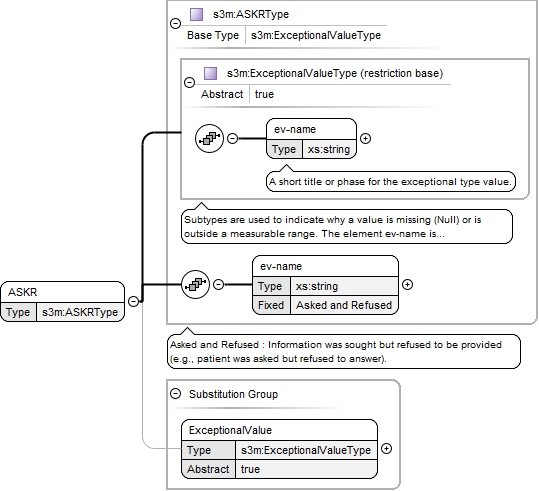 s3m:ASKRType
Base Type s3m:ExceptionalValueType
s3m:ExceptionalValueType (restriction base)
Abstract true
ev-name
Type xs:string
A short title or phase for the exceptional type value.
Subtypes are used to indicate why a value is missing (Null) or is
outside a measurable range. The element ev-name is...
ev-name
Type xs:string
Fixed Asked and Refused
ASKR
Type s3m:ASKRType
Asked and Refused : Information was sought but refused to be provided
(e.g., patient was asked but refused to answer).
Substitution Group
ExceptionalValue
Type s3m:ExceptionalValueType
Abstract true